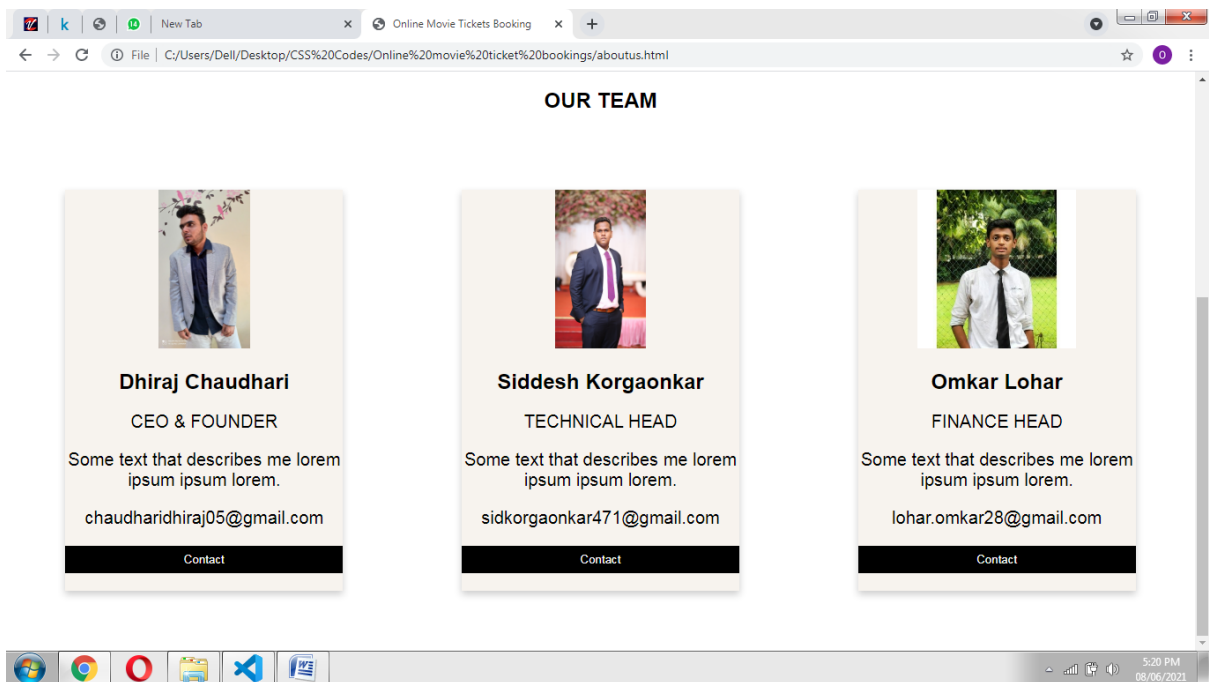 k
14
New Tab
Online Movie Tickets Booking
File | C:/Users/Dell/Desktop/CSS%20Codes/Online%20movie%20ticket%20bookings/aboutus.html
O
OUR TEAM
Dhiraj Chaudhari
CEO & FOUNDER
Some text that describes me lorem
ipsum ipsum lorem.
chaudharidhiraj05@gmail.com
Contact
Siddesh Korgaonkar
TECHNICAL HEAD
Some text that describes me lorem
ipsum ipsum lorem.
sidkorgaonkar471@gmail.com
Contact
Omkar Lohar
FINANCE HEAD
Some text that describes me lorem
ipsum ipsum lorem.
lohar.omkar28@gmail.com
Contact
5:20 PM
08/06/2021